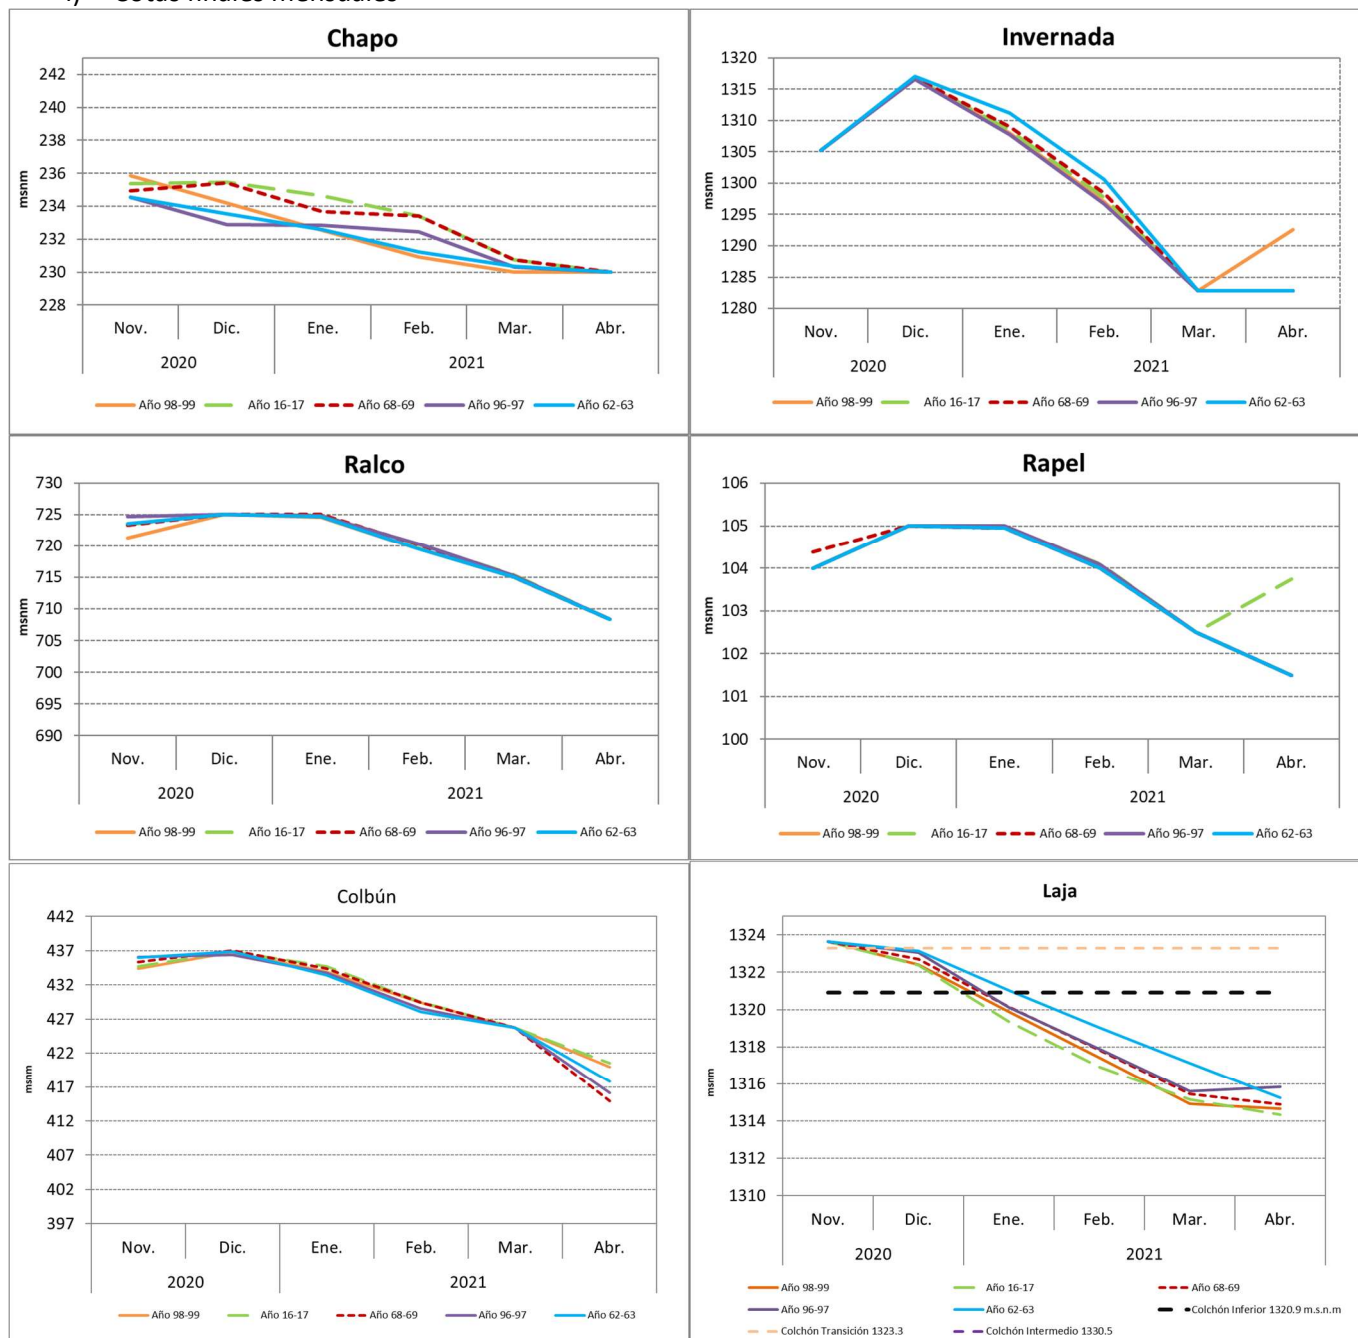 Cotas finales mensuales
Chapo
242
240
238
236
234
232
230
228
msnm
Nov. Dic. Ene. Feb. Mar. Abr.
2020 2021
Año 98-99 Año 16-17 Año 68-69 Año 96-97 Año 62-63
Invernada
1320
1315
1310
1305
1300
1295
1290
1285
1280
msnm
Nov. Dic. Ene. Feb. Mar. Abr.
2020 2021
Año 98-99 Año 16-17 Año 68-69 Año 96-97 Año 62-63
Ralco
730
725
720
715
710
705
700
695
690
msnm
Nov. Dic. Ene. Feb. Mar. Abr.
2020 2021
Año 98-99 Año 16-17 Año 68-69 Año 96-97 Año 62-63
Rapel
106
105
104
103
102
101
100
msnm
Nov. Dic. Ene. Feb. Mar. Abr.
2020 2021
Año 98-99 Año 16-17 Año 68-69 Año 96-97 Año 62-63
Colbún
442
437
432
427
422
417
412
407
402
397
msnm
Nov. Dic. Ene. Feb. Mar. Abr.
2020 2021
Año 98-99 Año 16-17 Año 68-69 Año 96-97 Año 62-63
Laja
1324
1322
1320
1318
1316
1314
1312
1310
msnm
Nov. Dic. Ene. Feb. Mar. Abr.
2020 2021
Año 98-99 Año 16-17 Año 68-69
Año 96-97 Año 62-63 Colchón Inferior 1320.9 m.s.n.m
Colchón Transición 1323.3 Colchón Intermedio 1330.5